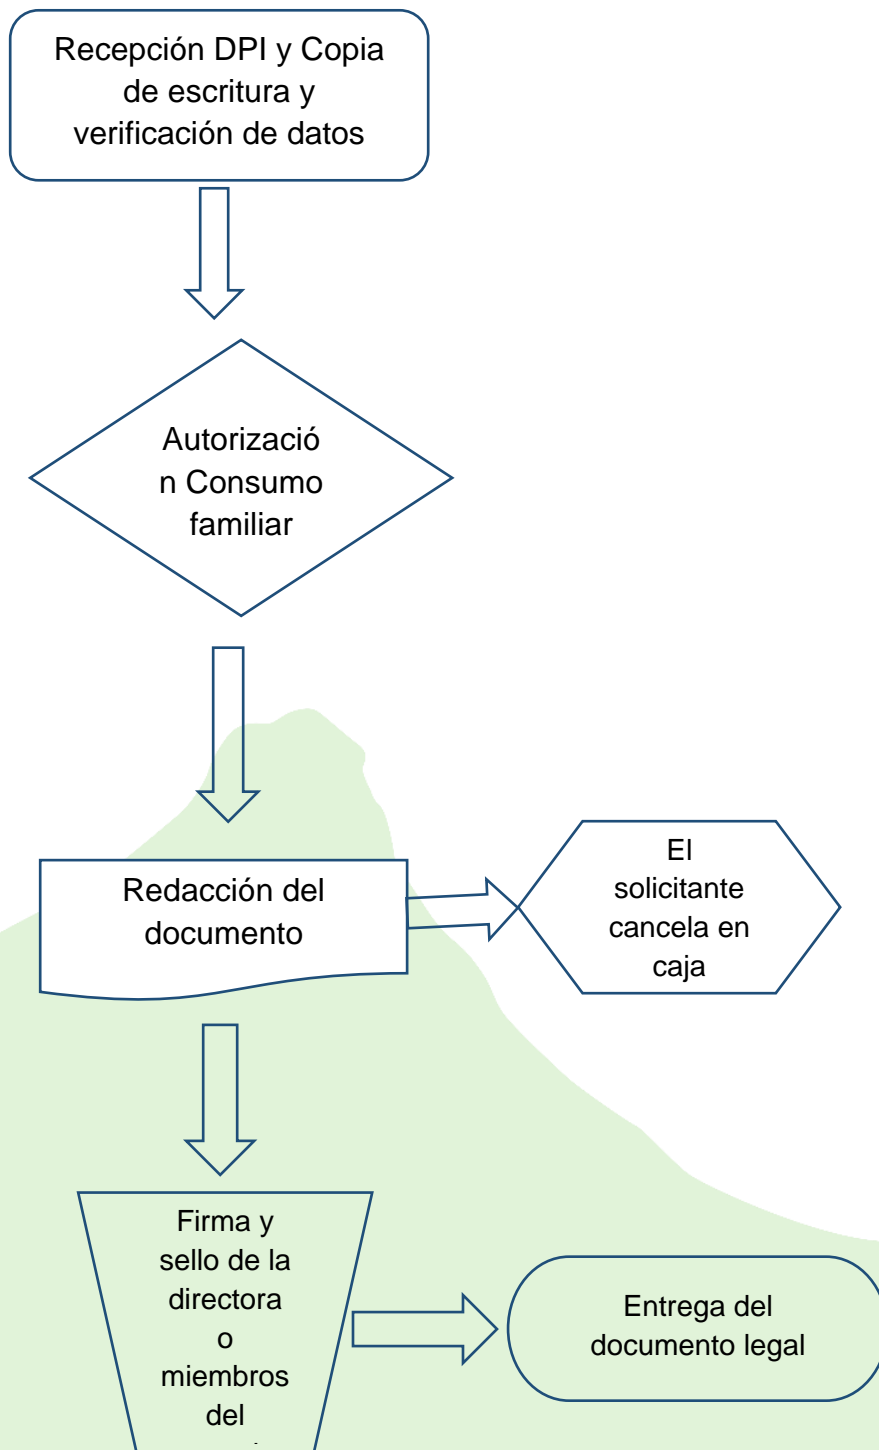 Recepción DPI y Copia
de escritura y
verificación de datos
Autorizació
n Consumo
familiar
Redacción del
documento
El
solicitante
cancela en
caja
Firma y
sello de la
directora
o
miembros
del
Entrega del
documento legal